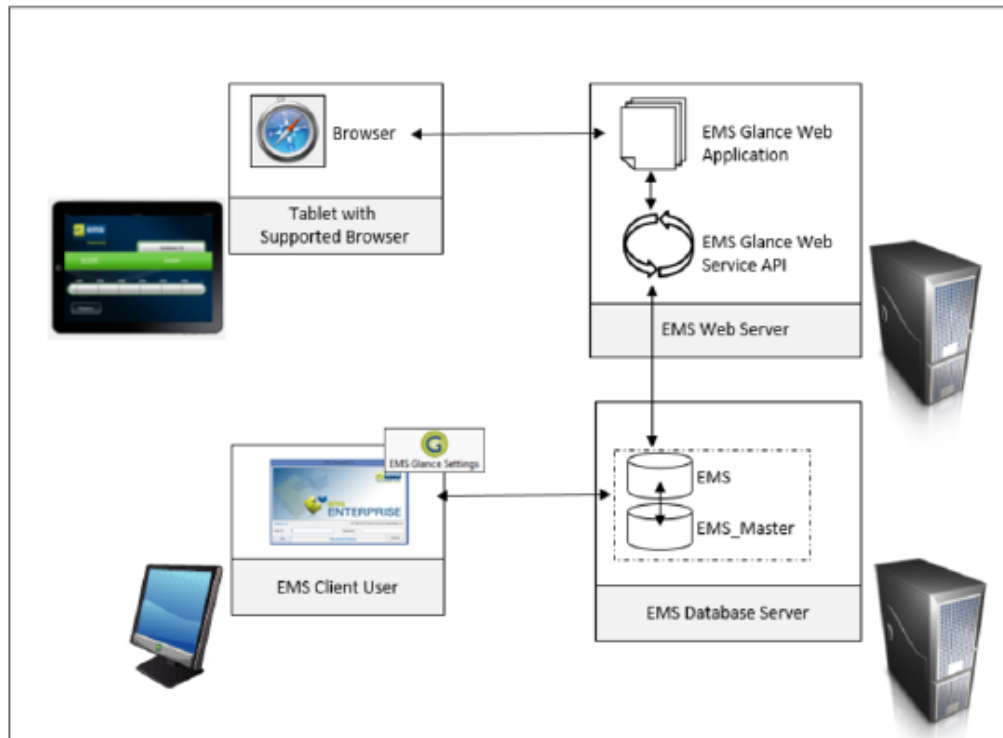 Browser
Tablet with
Supported Browser
EMS Glance Web
Application
EMS Glance Web
Service API
EMS Web Server
ems
G
EMS Glance Settings
ENTERPRISE
EMS Client User
EMS
EMS_Master
EMS Database Server